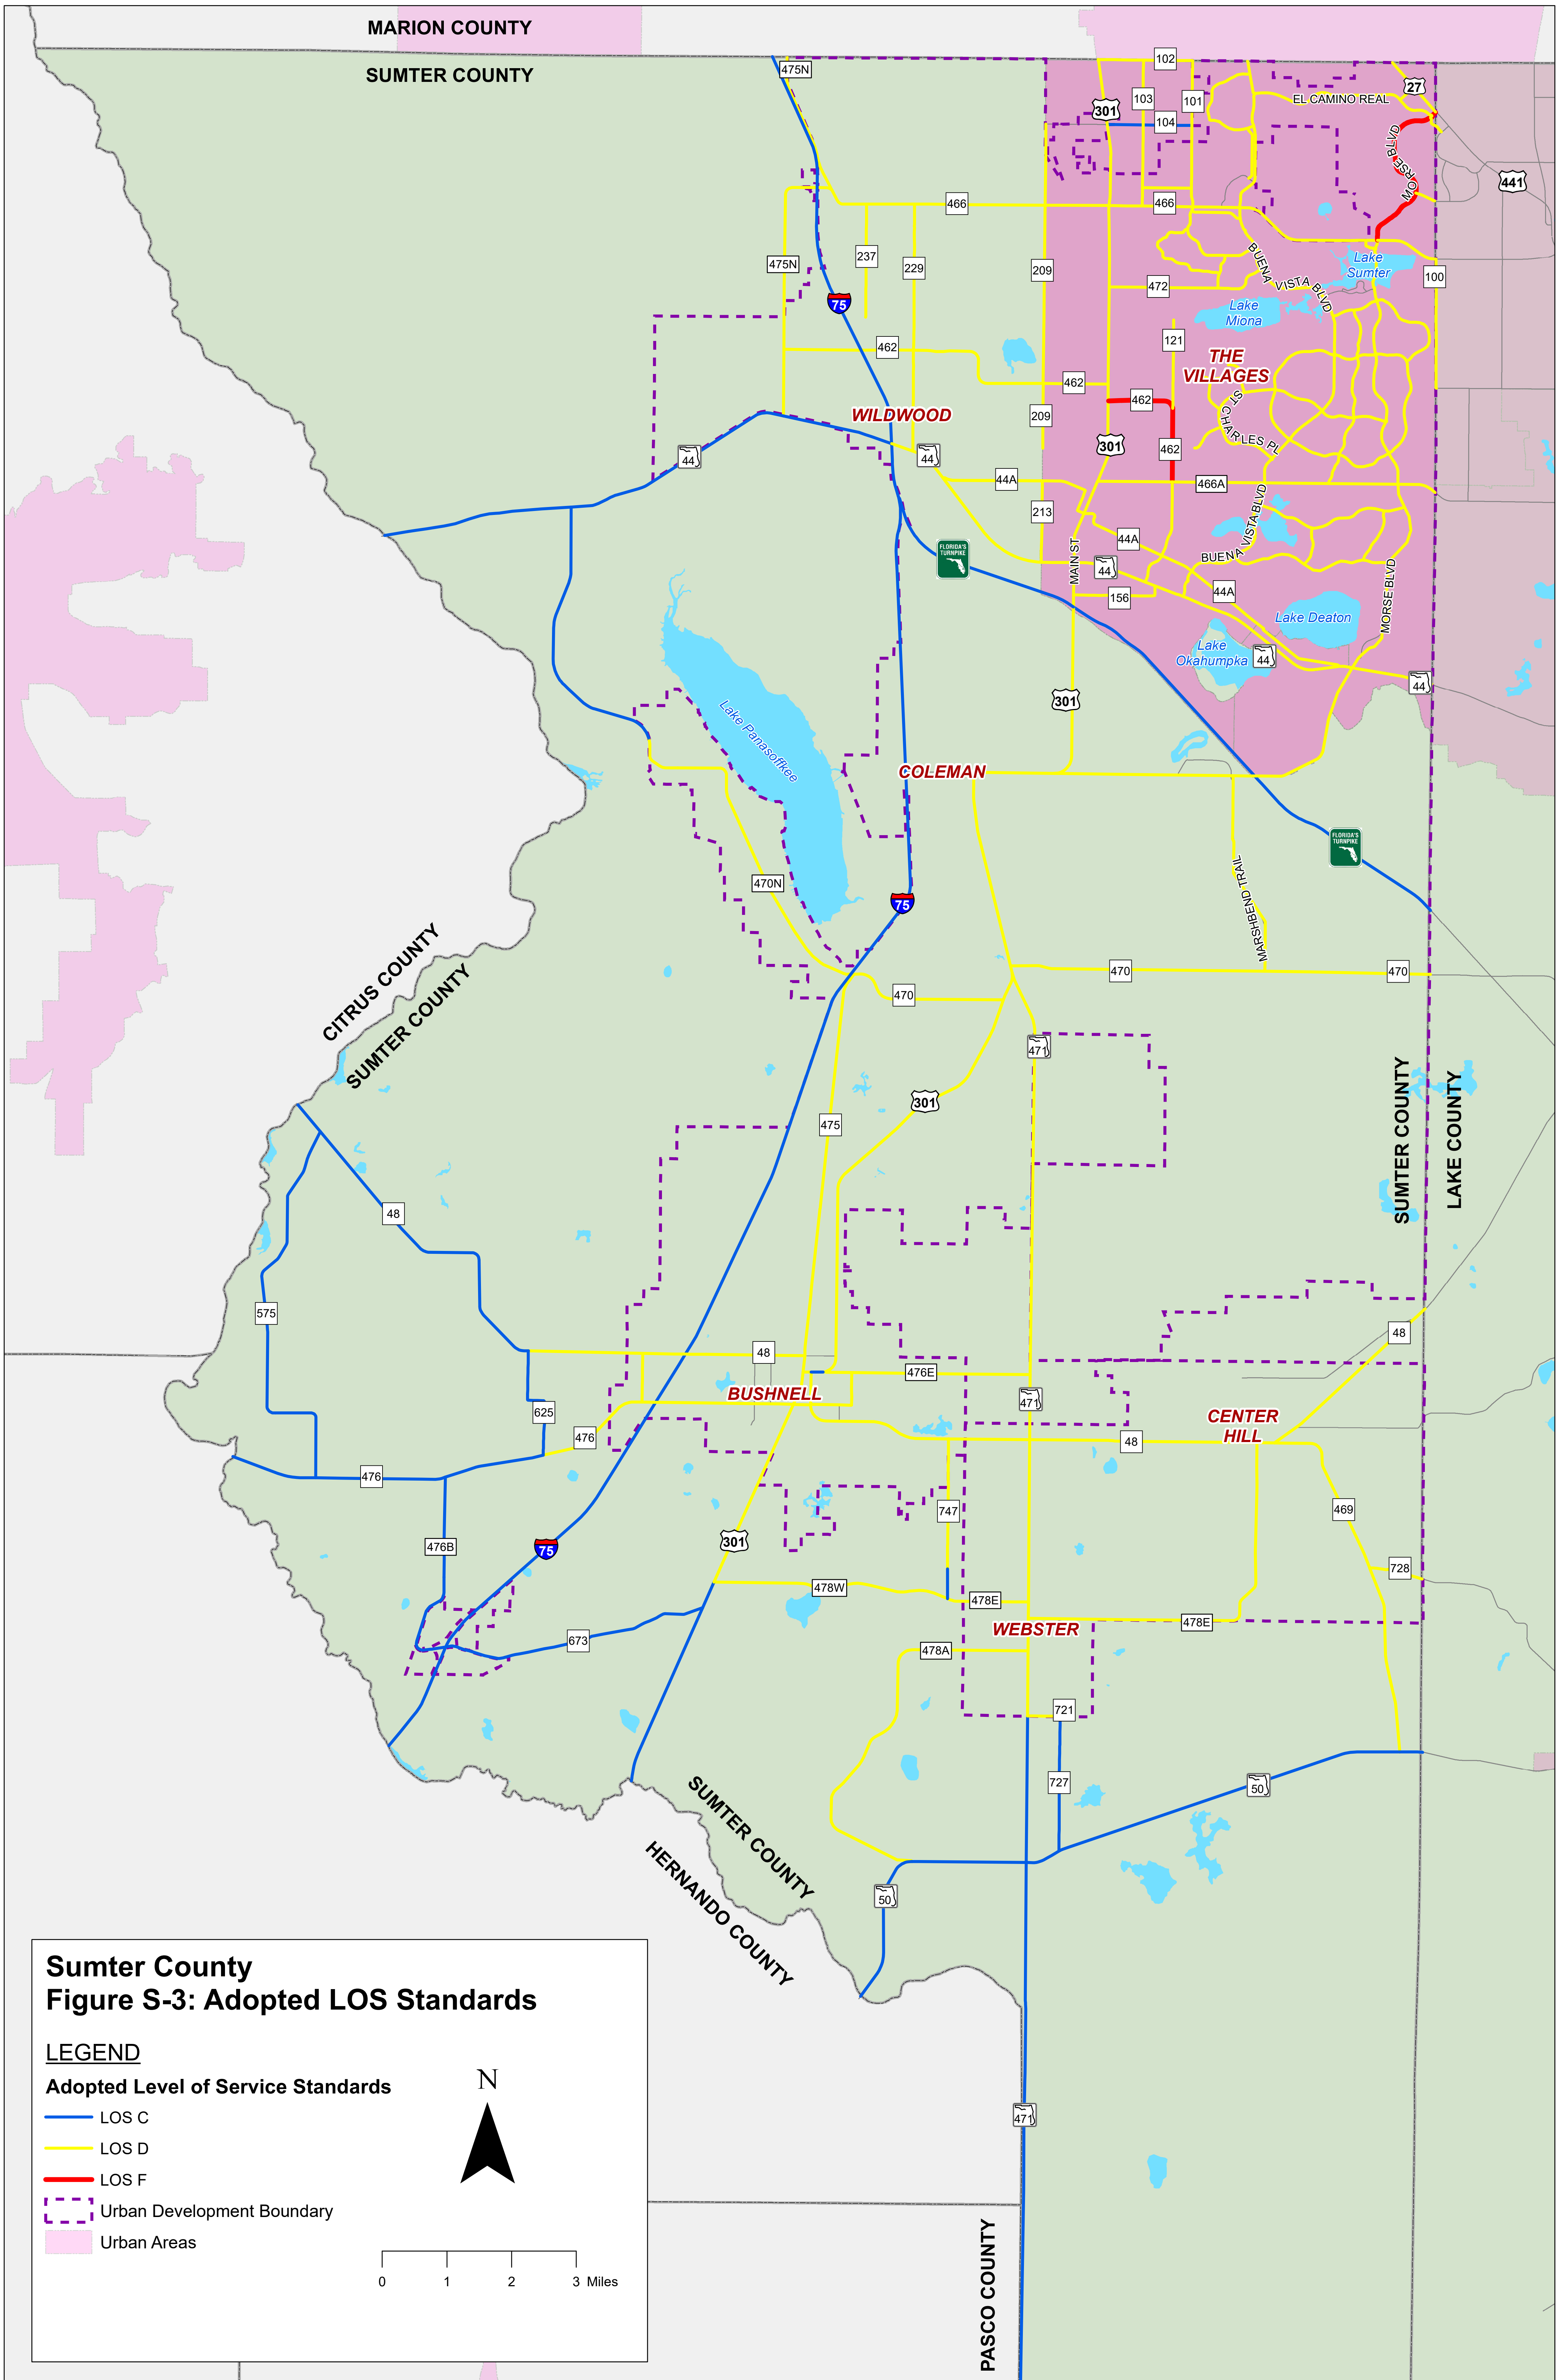 MARION COUNTY
SUMTER COUNTY
475N
102
27
103
101
301
EL CAMINO REAL
104
MORSE BLVD
441
466
466
475N
237
229
209
BUENA VISTA BLVD
Lake
Sumter
100
472
75
Lake
Miona
121
462
THE
VILLAGES
462
462
WILDWOOD
209
ST CHARLES PL
301
462
44
44
44A
466A
213
BUENA VISTA BLVD
44A
FLORIDA'S
TURNPIKE
MAIN ST
44
156
44A
MORSE BLVD
Lake Deaton
Lake
Okahumpka
44
44
301
Lake Panasoffkee
COLEMAN
FLORIDA'S
TURNPIKE
470N
75
MARSHBEND TRAIL
CITRUS COUNTY
SUMTER COUNTY
470
470
470
471
SUMTER COUNTY
LAKE COUNTY
301
475
48
575
48
48
476E
BUSHNELL
471
625
CENTER
HILL
476
48
476
469
747
301
476B
75
728
478W
478E
478E
WEBSTER
673
478A
721
727
50
SUMTER COUNTY
HERNANDO COUNTY
50
471
PASCO COUNTY
Sumter County
Figure S-3: Adopted LOS Standards
LEGEND
Adopted Level of Service Standards
N
LOS C
LOS D
LOS F
Urban Development Boundary
Urban Areas
0 1 2 3 Miles